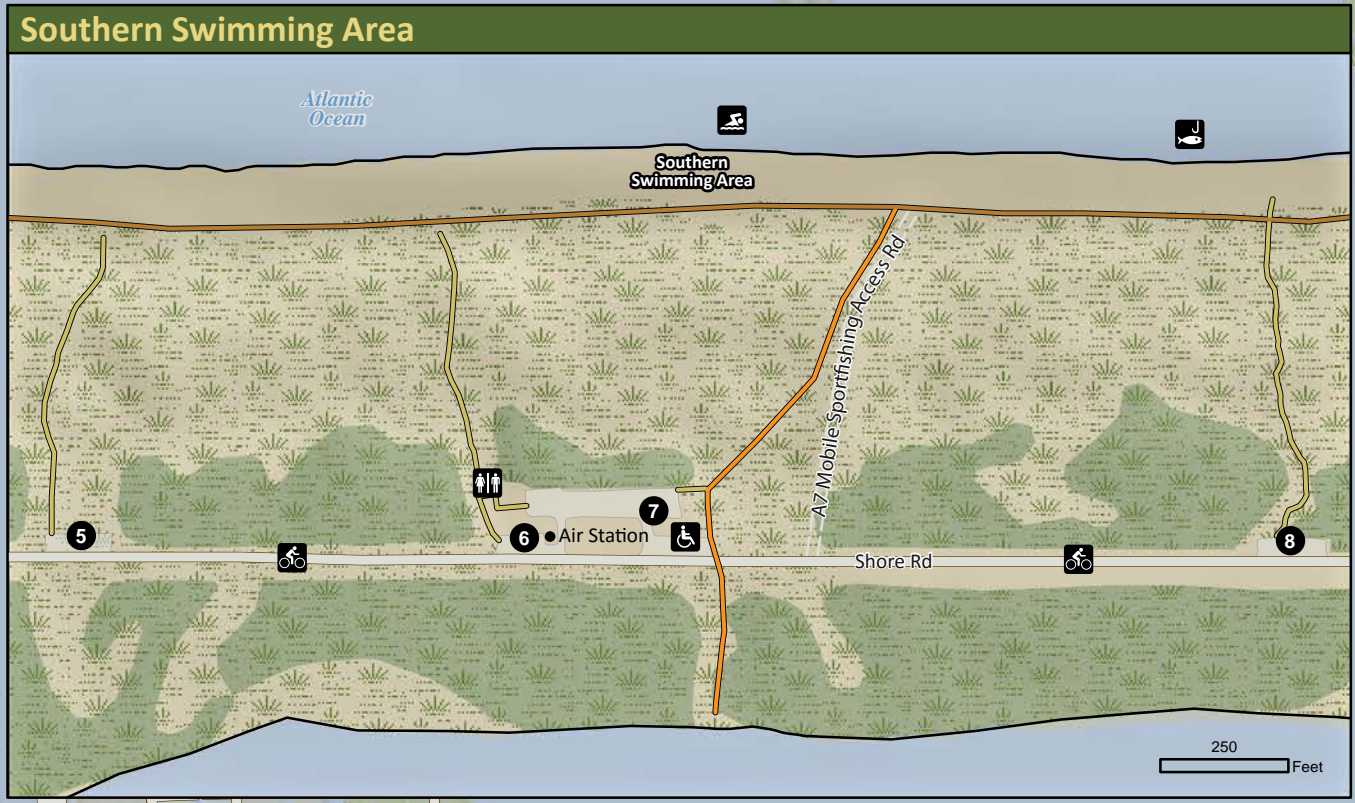 Southern Swimming Area
Atlantic
Ocean
Southern
Swimming Area
A7 Mobile Sportfishing Access Rd
7
5
6
Air Station
8
Shore Rd
250
Feet